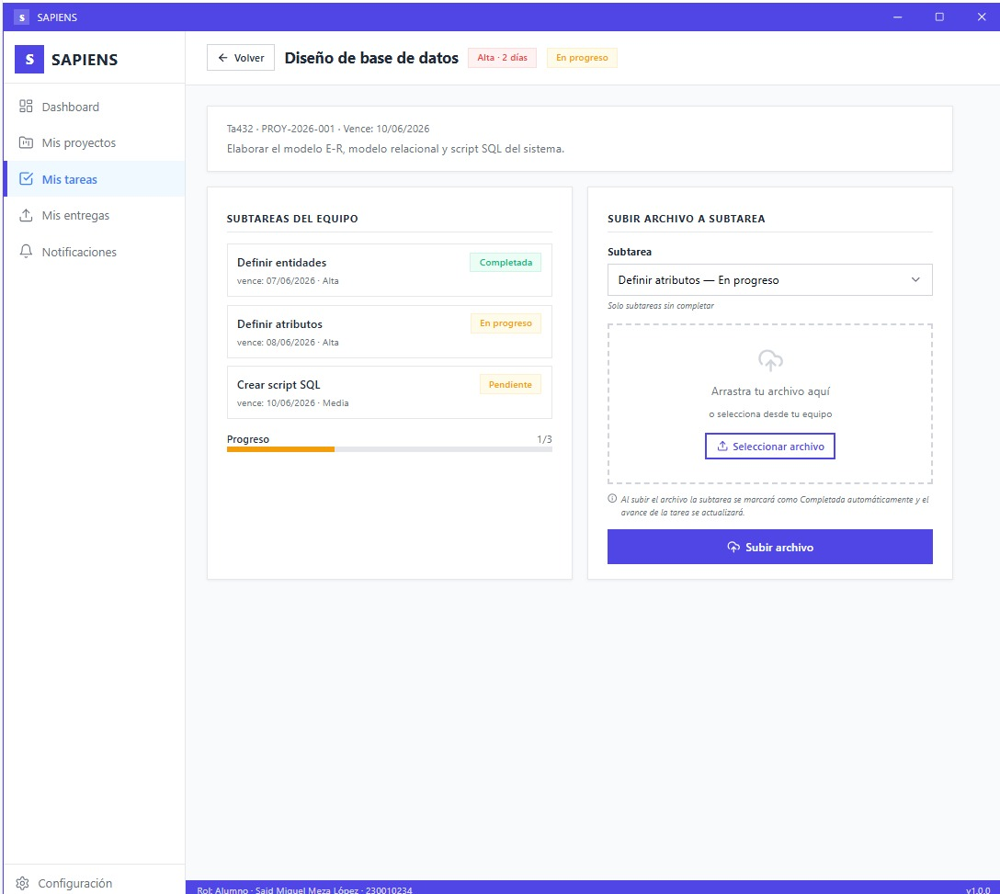 S SAPIENS
S SAPIENS
Dashboard
Mis proyectos
Mis tareas
Mis entregas
Notificaciones
Configuración
Volver
Diseño de base de datos
Alta · 2 días
En progreso
Ta432 · PROY-2026-001 · Vence: 10/06/2026
Elaborar el modelo E-R, modelo relacional y script SQL del sistema.
SUBTAREAS DEL EQUIPO
Definir entidades
Completada
vence: 07/06/2026 · Alta
Definir atributos
En progreso
vence: 08/06/2026 · Alta
Crear script SQL
Pendiente
vence: 10/06/2026 · Media
Progreso
1/3
SUBIR ARCHIVO A SUBTAREA
Subtarea
Definir atributos — En progreso
Solo subtareas sin completar
Arrastra tu archivo aquí
o selecciona desde tu equipo
Seleccionar archivo
Al subir el archivo la subtarea se marcará como Completada automáticamente y el
avance de la tarea se actualizará.
Subir archivo
Rol: Alumno · Said Miguel Meza López · 230010234
v1.0.0